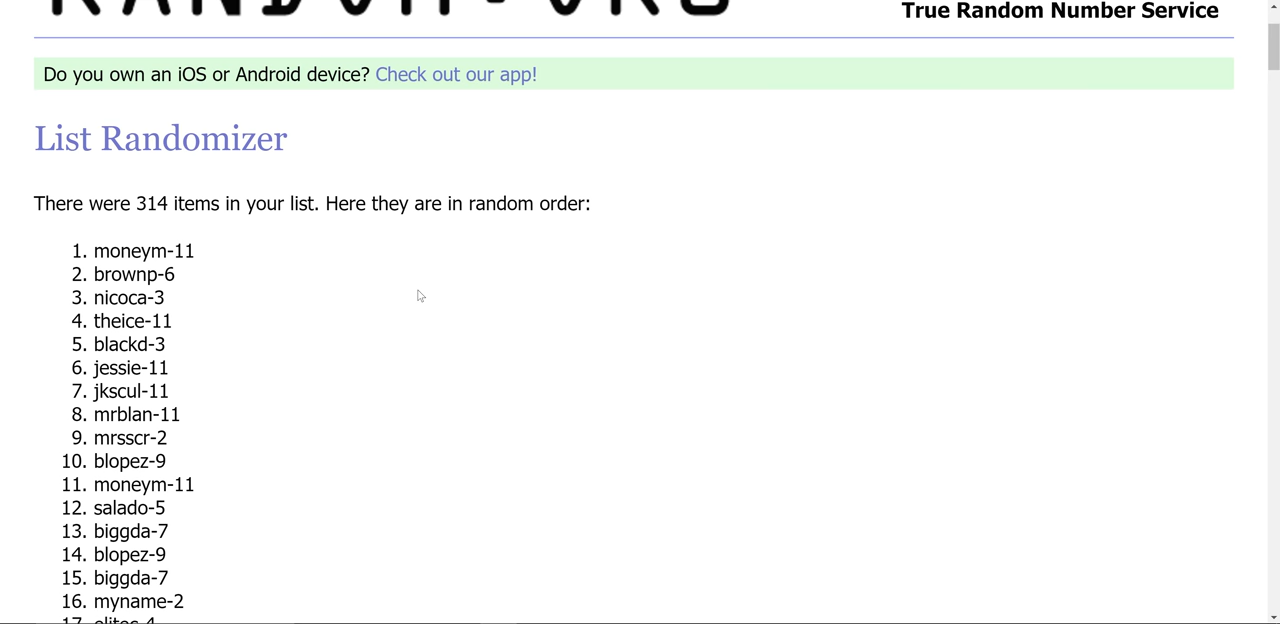 RANDOM.ORG
True Random Number Service
Do you own an iOS or Android device? Check out our app!
List Randomizer
There were 314 items in your list. Here they are in random order:
1. moneym-11
2. brownp-6
3. nicoca-3
4. theice-11
5. blackd-3
6. jessie-11
7. jkscul-11
8. mrblan-11
9. mrsscr-2
10. blopez-9
11. moneym-11
12. salado-5
13. biggda-7
14. blopez-9
15. biggda-7
16. myname-2